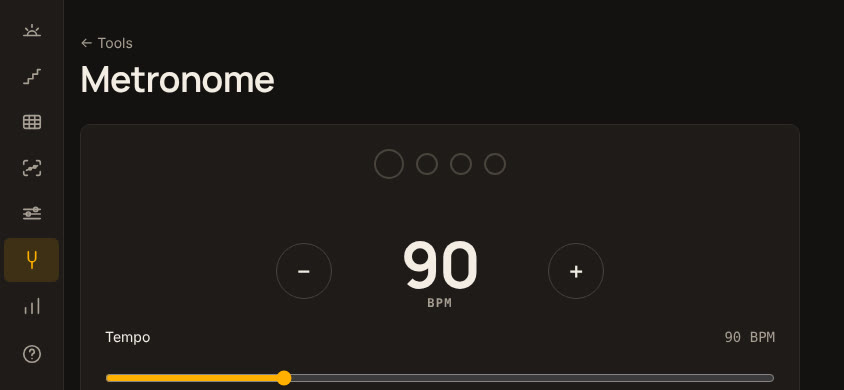 ← Tools
Metronome
− 90 +
BPM
Tempo 90 BPM